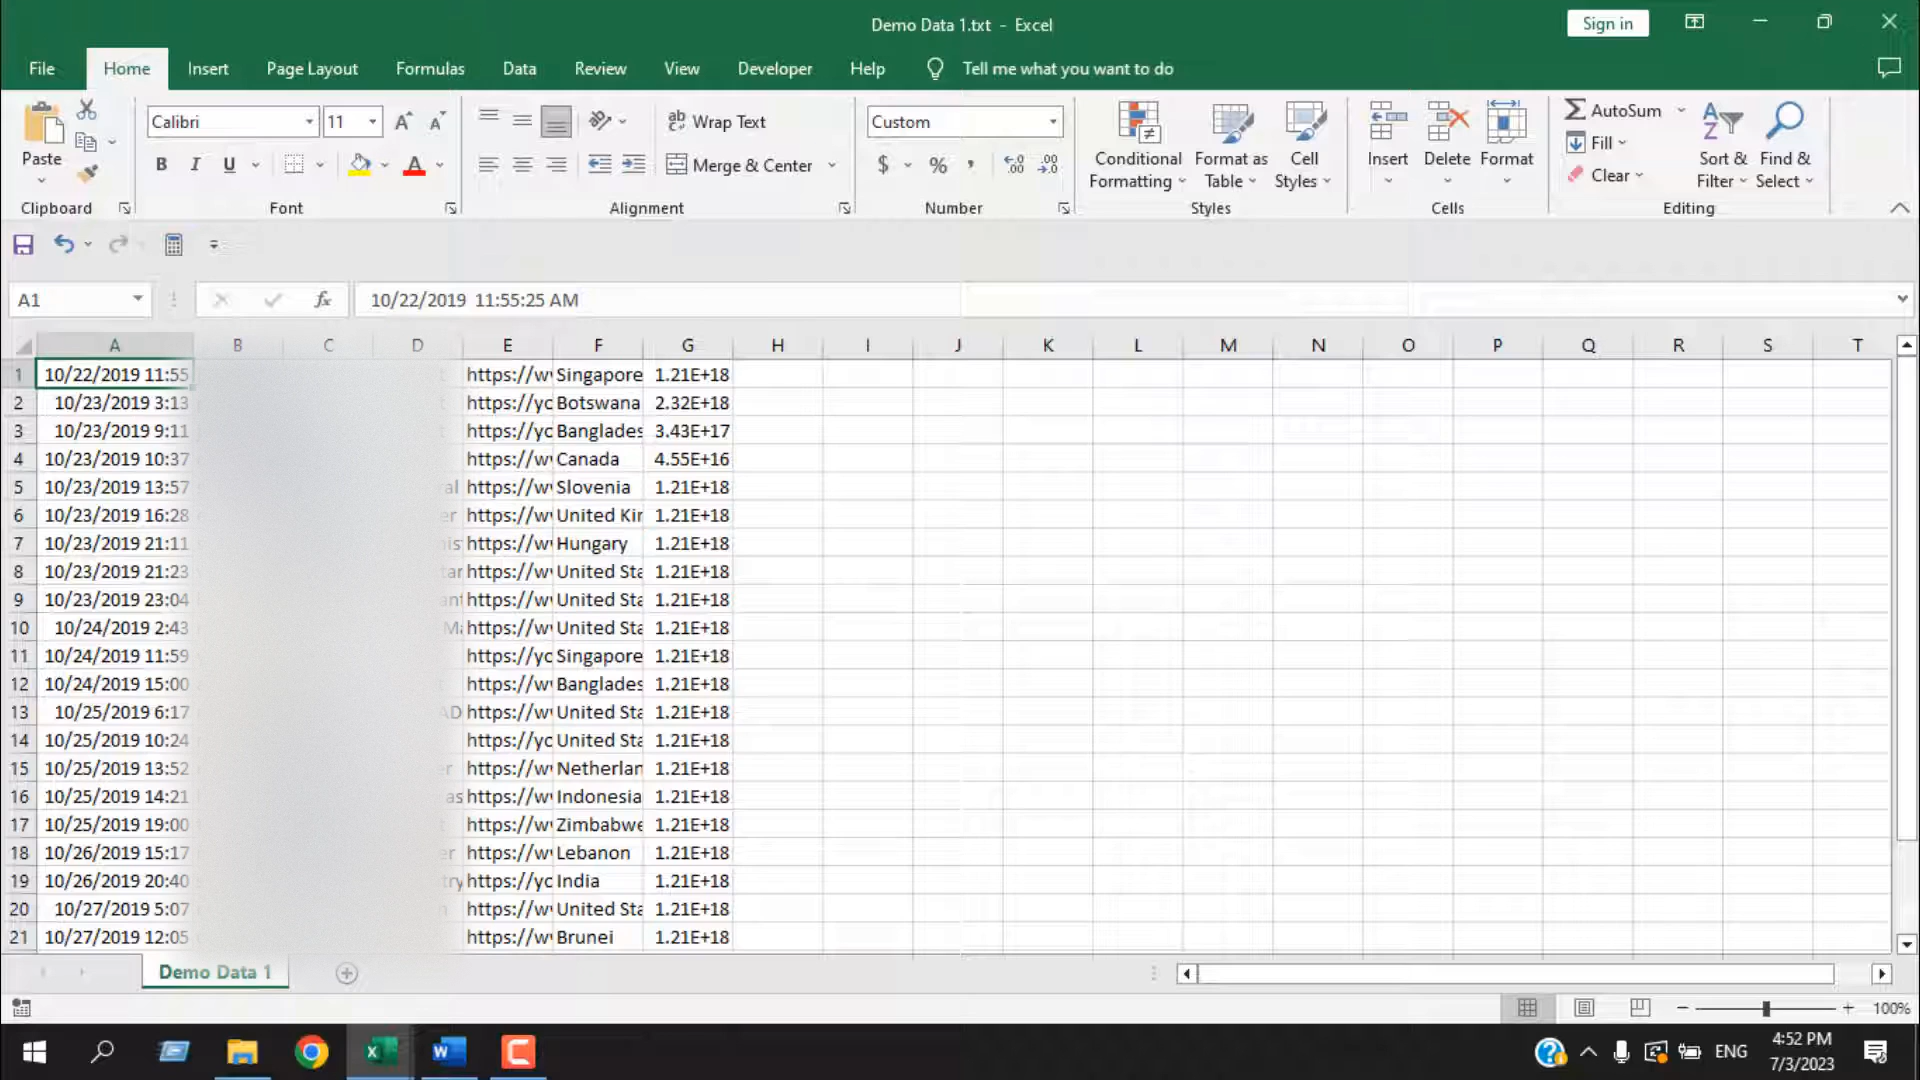 Demo Data 1.txt - Excel
Sign in
File Home Insert Page Layout Formulas Data Review View Developer Help Tell me what you want to do
Calibri 11 Wrap Text Custom AutoSum
Fill
Paste B I U Merge & Center $ % , Conditional Formatting Format as Table Cell Styles Insert Delete Format Sort & Filter Find & Select
Clear
Clipboard Font Alignment Number Styles Cells Editing
A1 fx 10/22/2019 11:55:25 AM
A B C D E F G H I J K L M N O P Q R S T
1 10/22/2019 11:55 https://w Singapore 1.21E+18
2 10/23/2019 3:13 https://yc Botswana 2.32E+18
3 10/23/2019 9:11 https://yc Banglades 3.43E+17
4 10/23/2019 10:37 https://w Canada 4.55E+16
5 10/23/2019 13:57 al https://w Slovenia 1.21E+18
6 10/23/2019 16:28 er https://w United Kir 1.21E+18
7 10/23/2019 21:11 nis https://w Hungary 1.21E+18
8 10/23/2019 21:23 tar https://w United Sta 1.21E+18
9 10/23/2019 23:04 ant https://w United Sta 1.21E+18
10 10/24/2019 2:43 Ma https://w United Sta 1.21E+18
11 10/24/2019 11:59 https://yc Singapore 1.21E+18
12 10/24/2019 15:00 https://w Banglades 1.21E+18
13 10/25/2019 6:17 AD https://w United Sta 1.21E+18
14 10/25/2019 10:24 https://yc United Sta 1.21E+18
15 10/25/2019 13:52 er https://w Netherlan 1.21E+18
16 10/25/2019 14:21 as https://w Indonesia 1.21E+18
17 10/25/2019 19:00 https://w Zimbabwe 1.21E+18
18 10/26/2019 15:17 er https://w Lebanon 1.21E+18
19 10/26/2019 20:40 try https://yc India 1.21E+18
20 10/27/2019 5:07 https://w United Sta 1.21E+18
21 10/27/2019 12:05 https://w Brunei 1.21E+18
Demo Data 1
100%
ENG 4:52 PM
7/3/2023